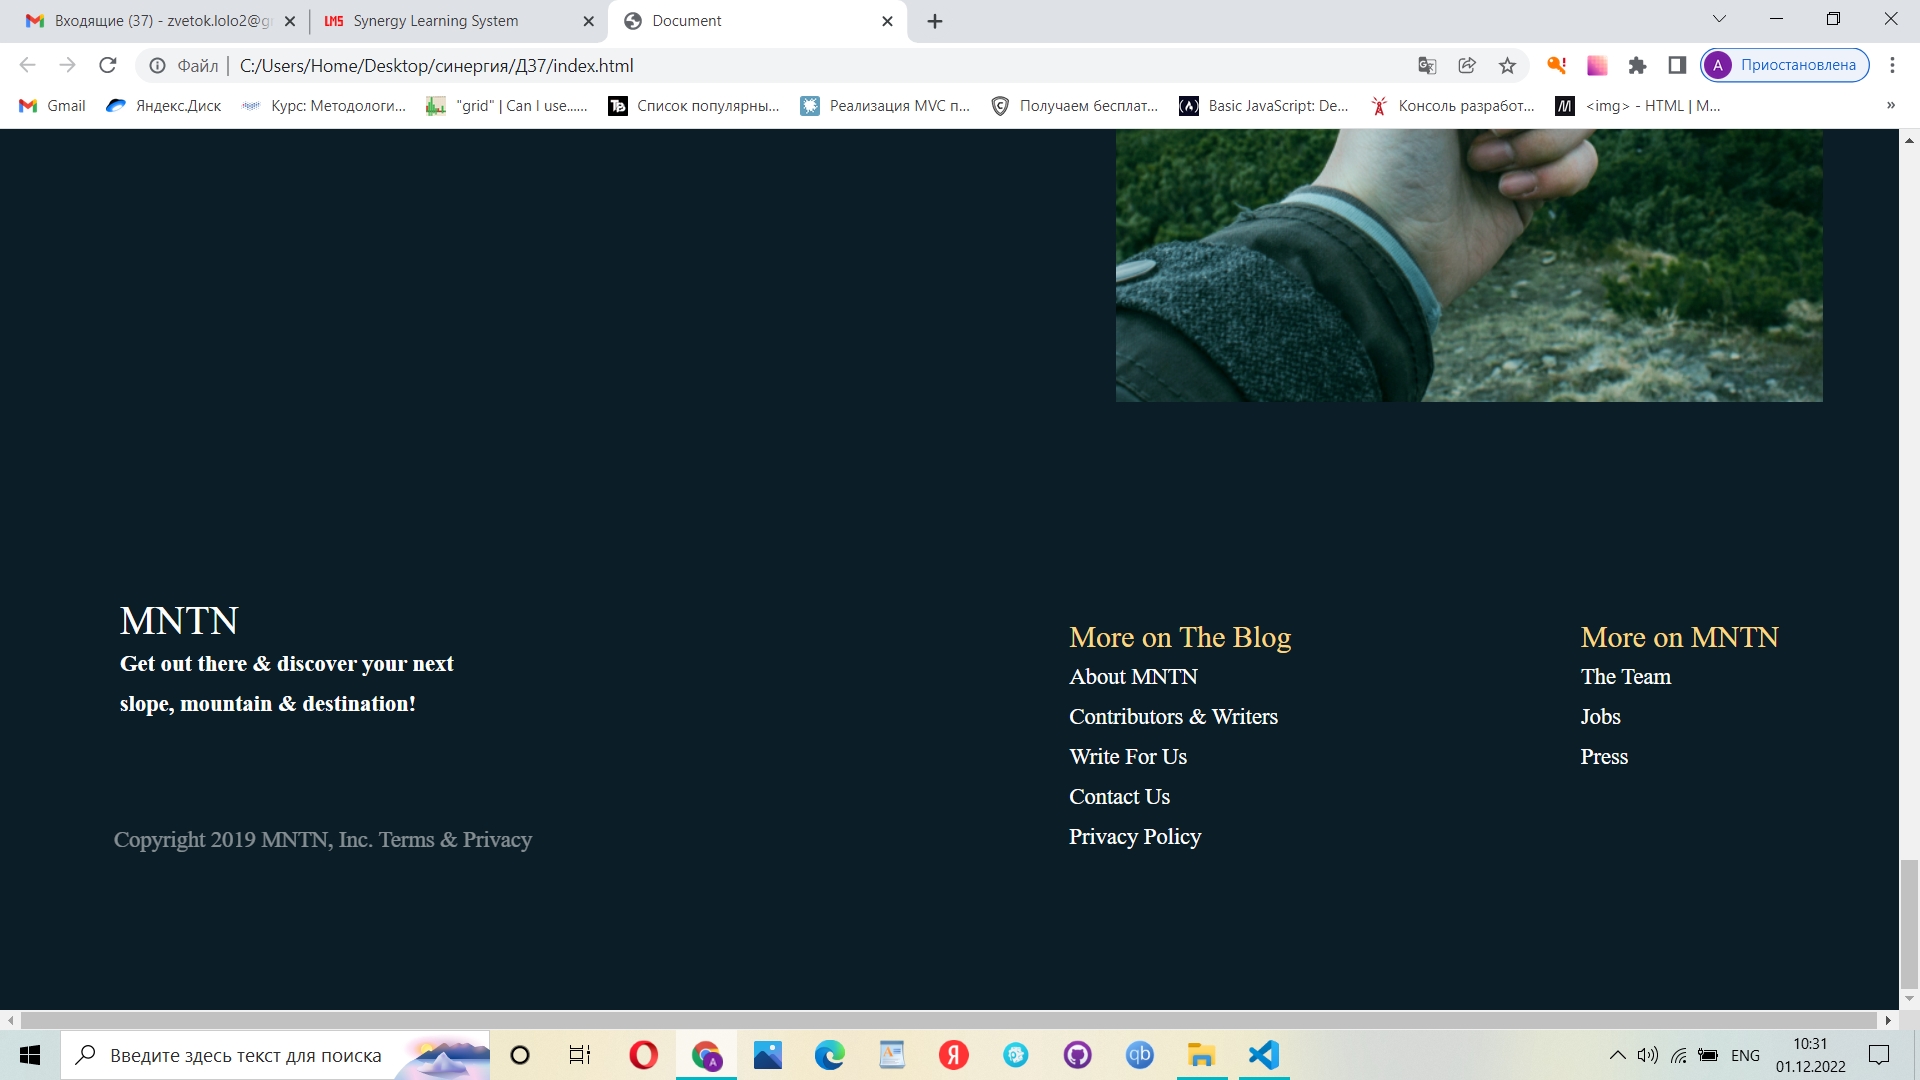 Входящие (37) - zvetok.lolo2@g
LMS Synergy Learning System
Document
Файл C:/Users/Home/Desktop/синергия/Д37/index.html
А Приостановлена
Gmail
Яндекс.Диск
Курс: Методологи...
"grid" | Can I use......
Список популярны...
Реализация MVC п...
Получаем бесплат...
Basic JavaScript: De...
Консоль разработ...
<img> - HTML | M...
»
MNTN
Get out there & discover your next
slope, mountain & destination!
Copyright 2019 MNTN, Inc. Terms & Privacy
More on The Blog
About MNTN
Contributors & Writers
Write For Us
Contact Us
Privacy Policy
More on MNTN
The Team
Jobs
Press
Введите здесь текст для поиска
А
Я
qb
ENG
10:31
01.12.2022